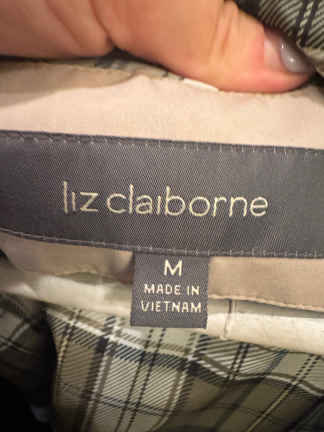 liz claiborne
M
MADE IN
VIETNAM